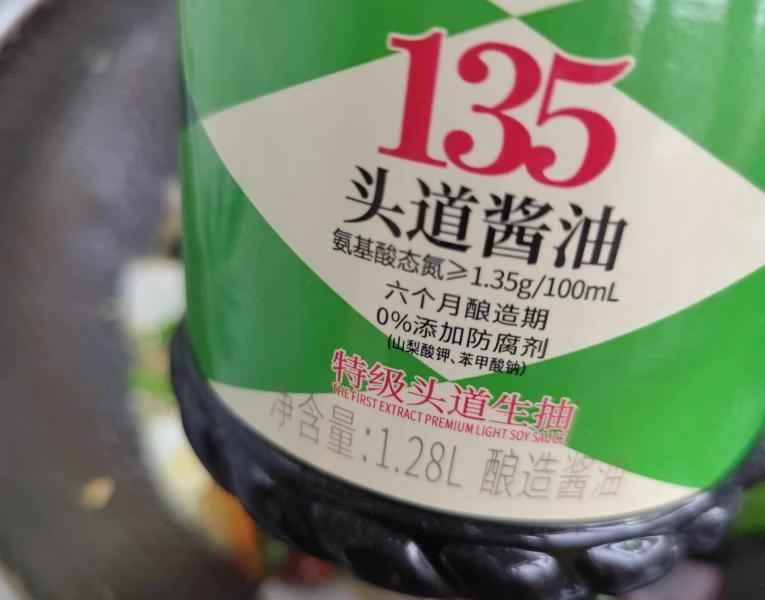 135
头道酱油
氨基酸态氮≥1.35g/100mL
六个月酿造期
0%添加防腐剂
(山梨酸钾、苯甲酸钠)
特级头道生抽
THE FIRST EXTRACT PREMIUM LIGHT SOY SAUCE
净含量:1.28L 酿造酱油